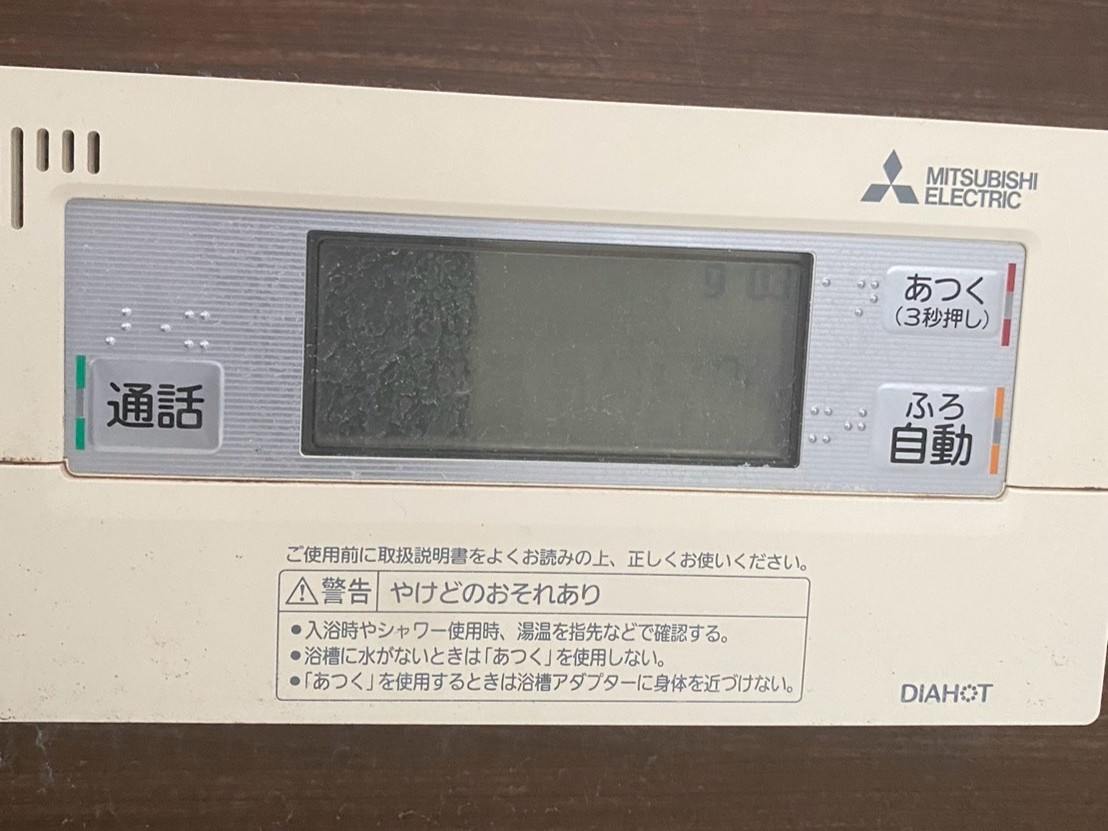 MITSUBISHI
ELECTRIC
あつく
(3秒押し)
通話
ふろ
自動
ご使用前に取扱説明書をよくお読みの上、正しくお使いください。
警告 やけどのおそれあり
●入浴時やシャワー使用時、湯温を指先などで確認する。
●浴槽に水がないときは「あつく」を使用しない。
●「あつく」を使用するときは浴槽アダプターに身体を近づけない。
DIAHOT